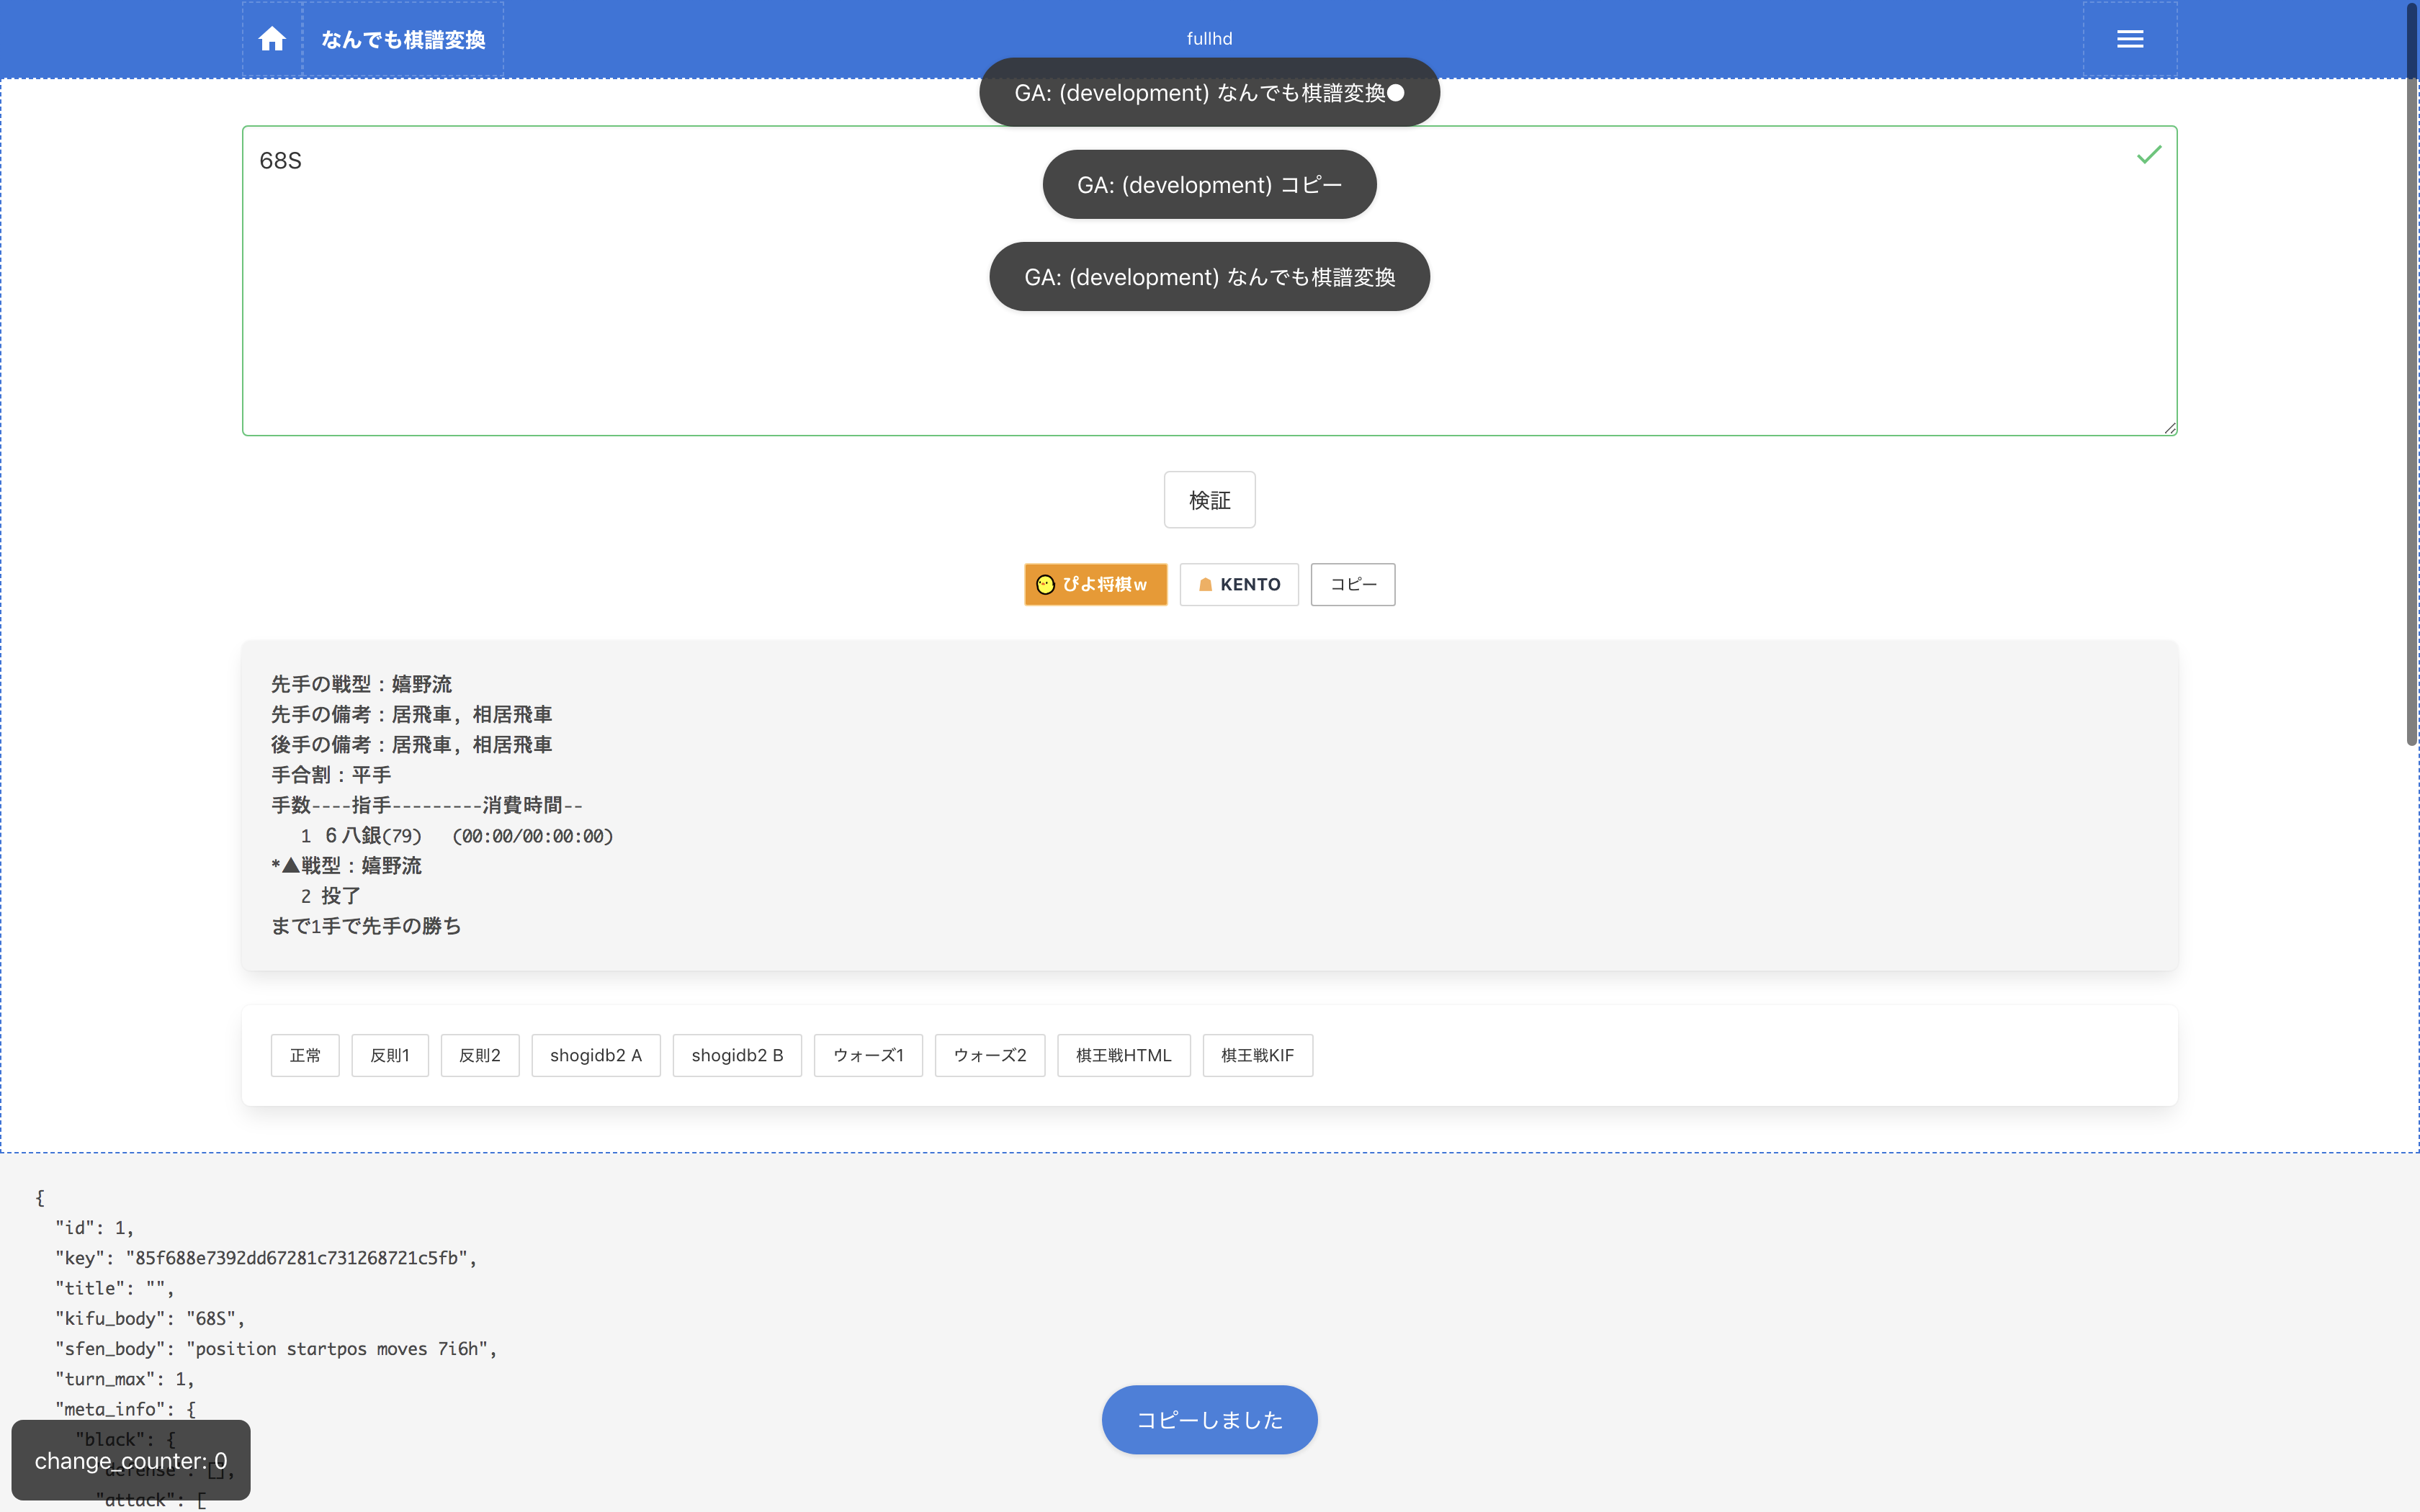 なんでも棋譜変換
fullhd
GA: (development) なんでも棋譜変換●
GA: (development) コピー
GA: (development) なんでも棋譜変換
68S
検証
ぴよ将棋w
KENTO
コピー
先手の戦型：嬉野流
先手の備考：居飛車, 相居飛車
後手の備考：居飛車, 相居飛車
手合割：平手
手数----指手---------消費時間--
1 ６八銀(79) (00:00/00:00:00)
*▲戦型：嬉野流
2 投了
まで1手で先手の勝ち
正常 反則1 反則2 shogidb2 A shogidb2 B ウォーズ1 ウォーズ2 棋王戦HTML 棋王戦KIF
{
"id": 1,
"key": "85f688e7392dd67281c731268721c5fb",
"title": "",
"kifu_body": "68S",
"sfen_body": "position startpos moves 7i6h",
"turn_max": 1,
"meta_info": {
"black": {
"defense": [],
"attack": [
change_counter: 0
コピーしました